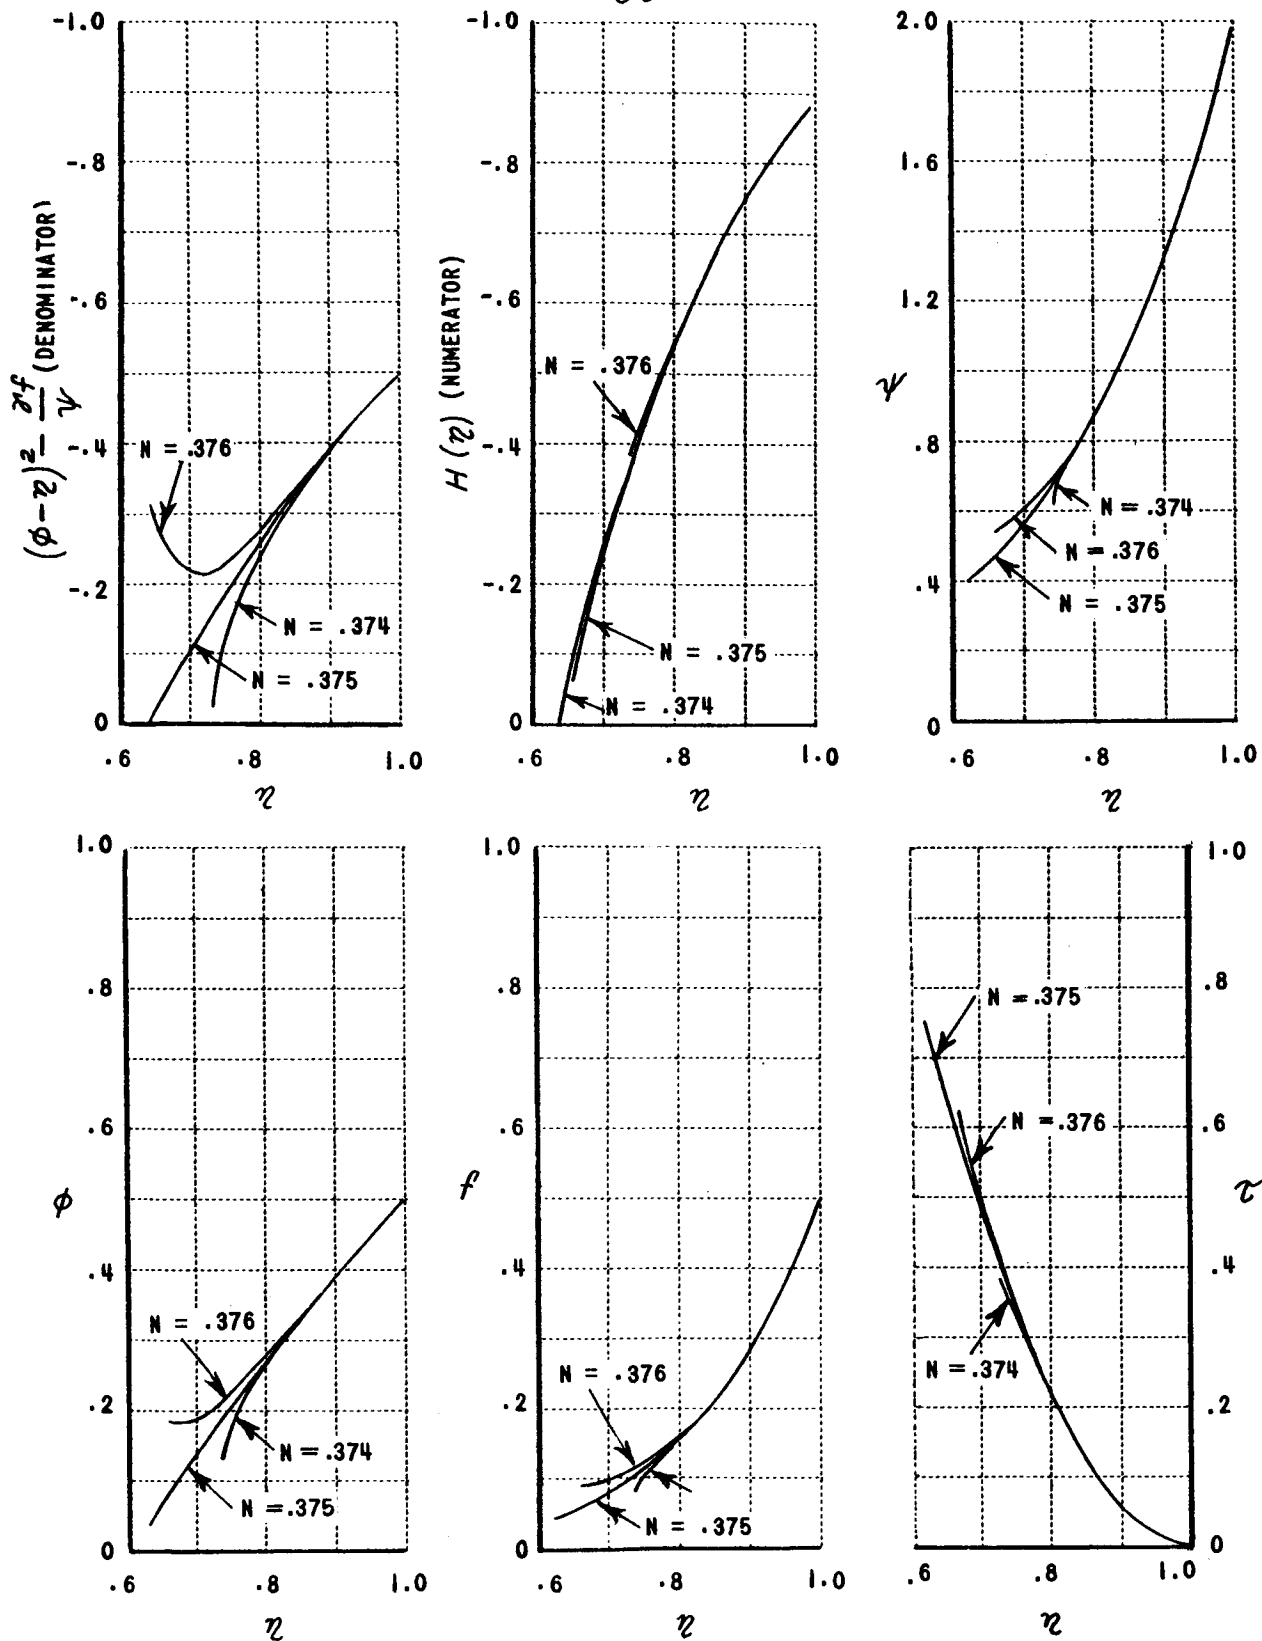 -1.0
-.8
-.6
-.4
-.2
0
.6
.8
1.0
(DENOMINATOR)
N = .376
N = .374
N = .375
-1.0
-.8
-.6
-.4
-.2
0
.6
.8
1.0
H (η) (NUMERATOR)
N = .376
N = .375
N = .374
η
η
2.0
1.6
1.2
.8
.4
0
.6
.8
1.0
N = .374
N = .376
N = .375
η
1.0
.8
.6
.4
.2
0
.6
.8
1.0
φ
N = .376
N = .374
N = .375
η
1.0
.8
.6
.4
.2
0
.6
.8
1.0
f
N = .376
N = .375
η
1.0
.8
.6
.4
.2
0
.6
.8
1.0
τ
N = .375
N = .376
N = .374
η